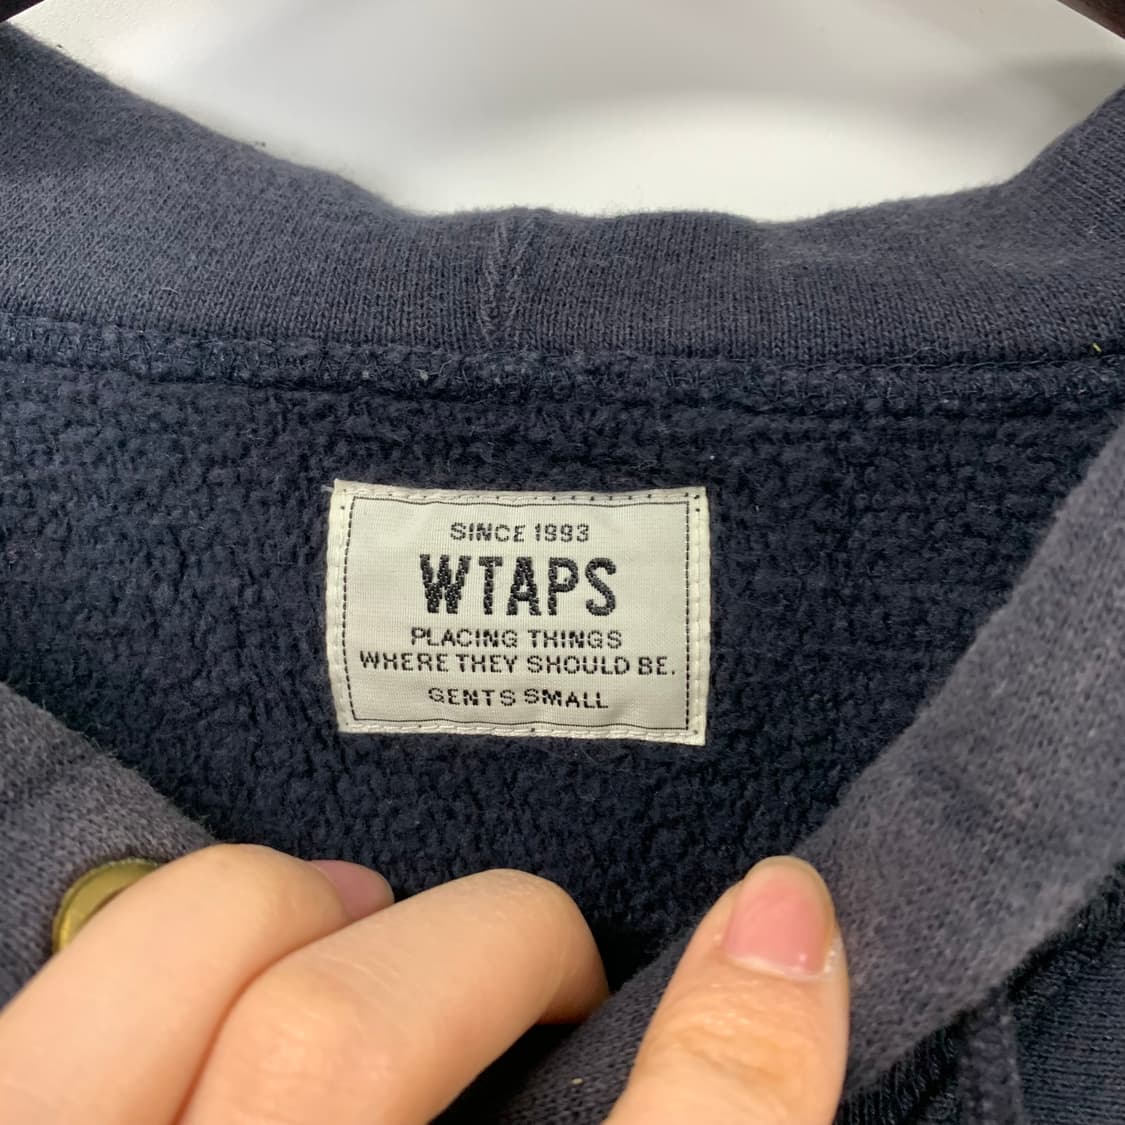 SINCE 1993
WTAPS
PLACING THINGS
WHERE THEY SHOULD BE.
GENTS SMALL